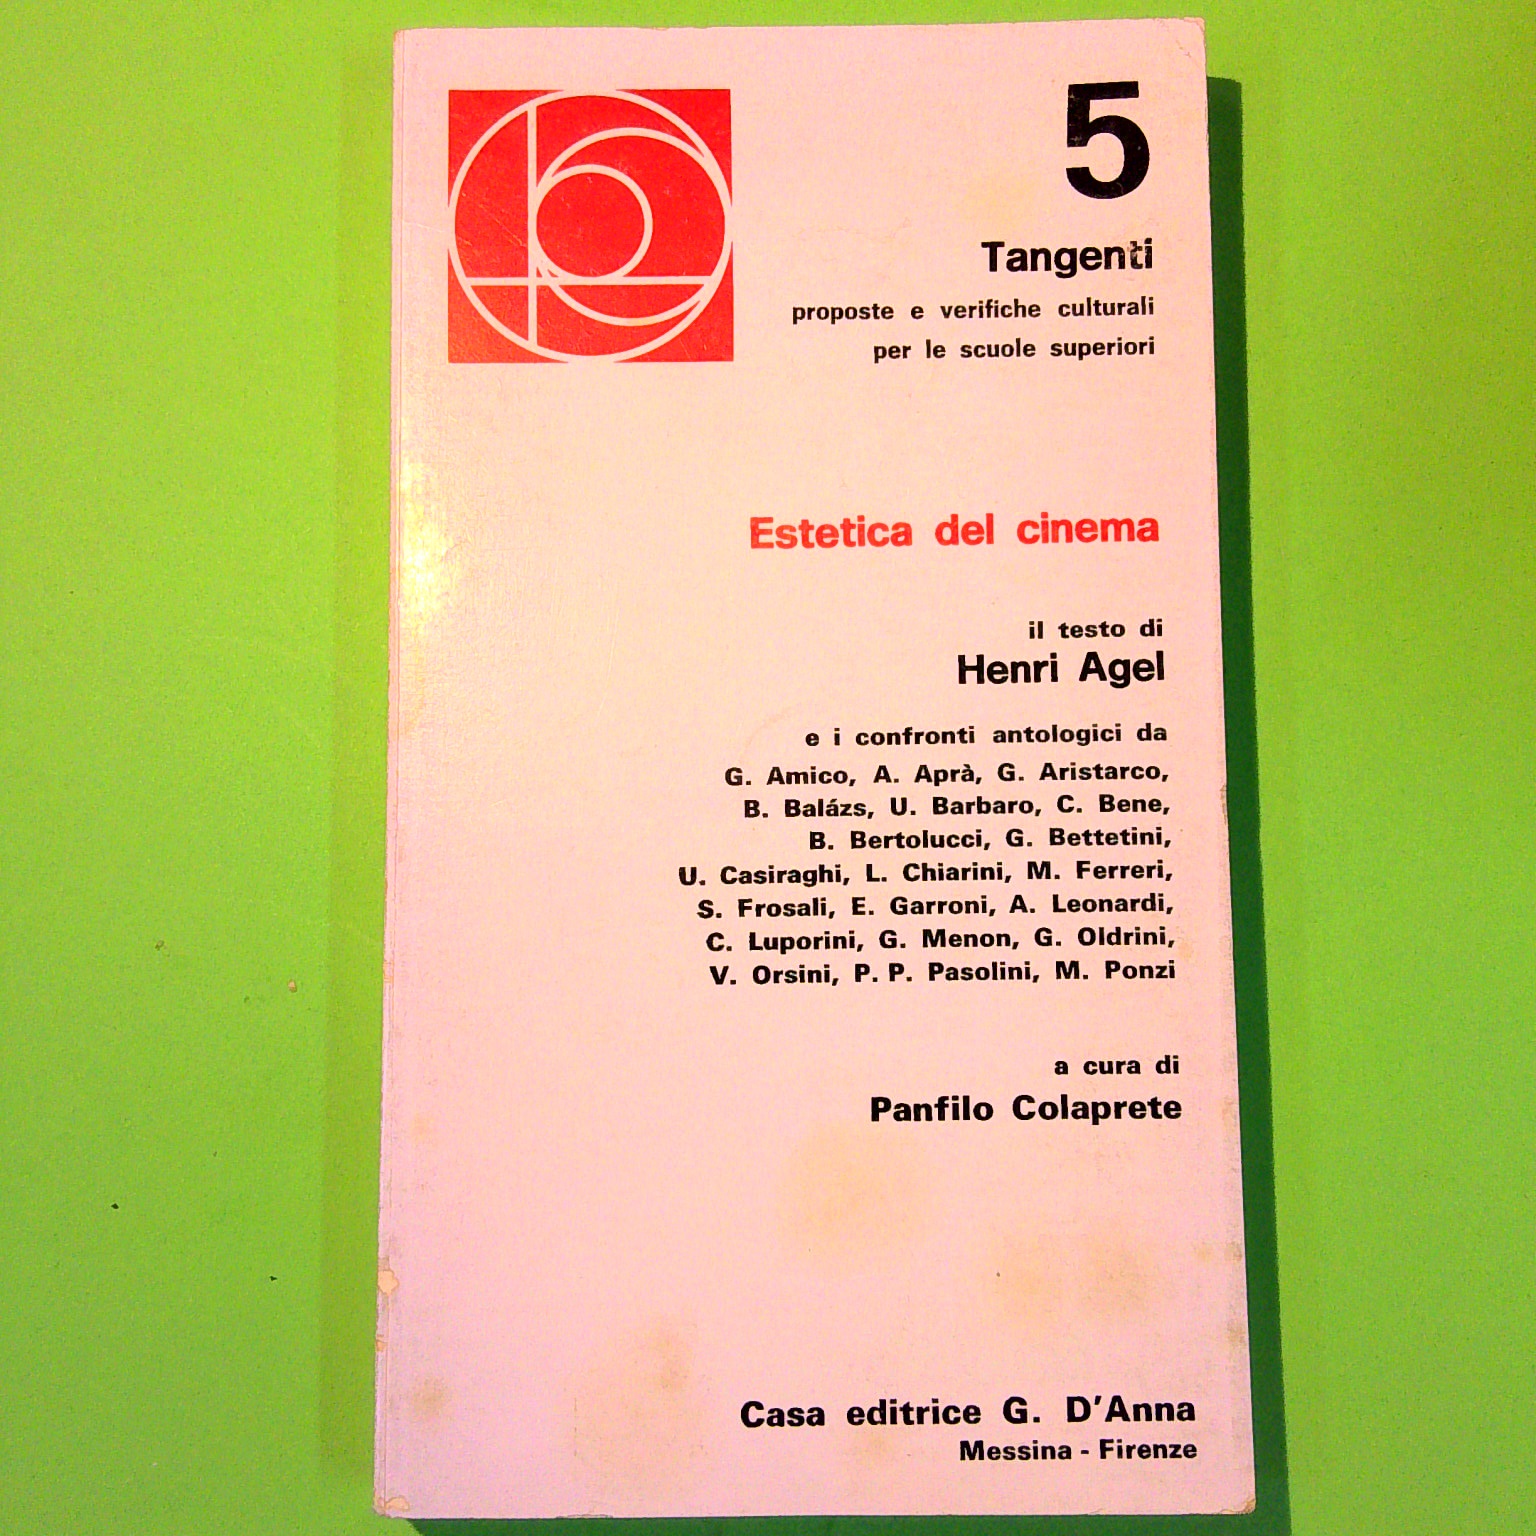 5
Tangenti
proposte e verifiche culturali
per le scuole superiori
Estetica del cinema
il testo di
Henri Agel
e i confronti antologici da
G. Amico, A. Aprà, G. Aristarco,
B. Balázs, U. Barbaro, C. Bene,
B. Bertolucci, G. Bettetini,
U. Casiraghi, L. Chiarini, M. Ferreri,
S. Frosali, E. Garroni, A. Leonardi,
C. Luporini, G. Menon, G. Oldrini,
V. Orsini, P. P. Pasolini, M. Ponzi
a cura di
Panfilo Colaprete
Casa editrice G. D'Anna
Messina - Firenze